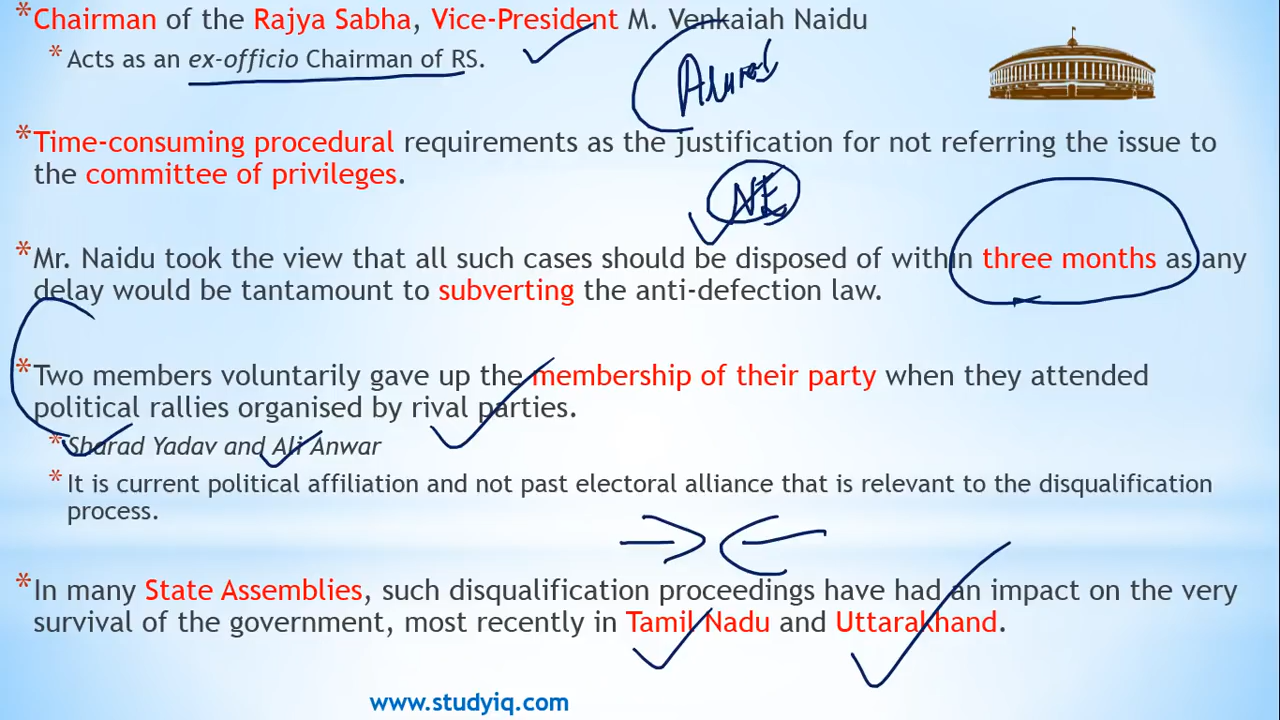 *Chairman of the Rajya Sabha, Vice-President M. Venkaiah Naidu
*Acts as an ex-officio Chairman of RS.
*Time-consuming procedural requirements as the justification for not referring the issue to
the committee of privileges.
*Mr. Naidu took the view that all such cases should be disposed of within three months as any
delay would be tantamount to subverting the anti-defection law.
*Two members voluntarily gave up the membership of their party when they attended
political rallies organised by rival parties.
*Sharad Yadav and Ali Anwar
*It is current political affiliation and not past electoral alliance that is relevant to the disqualification
process.
*In many State Assemblies, such disqualification proceedings have had an impact on the very
survival of the government, most recently in Tamil Nadu and Uttarakhand.
www.studyiq.com